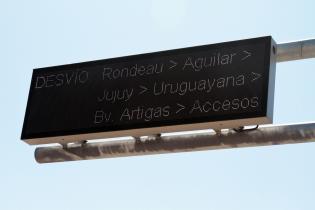 DESVIO Rondeau > Aguilar >
Jujuy > Uruguayana >
Bv. Artigas > Accesos